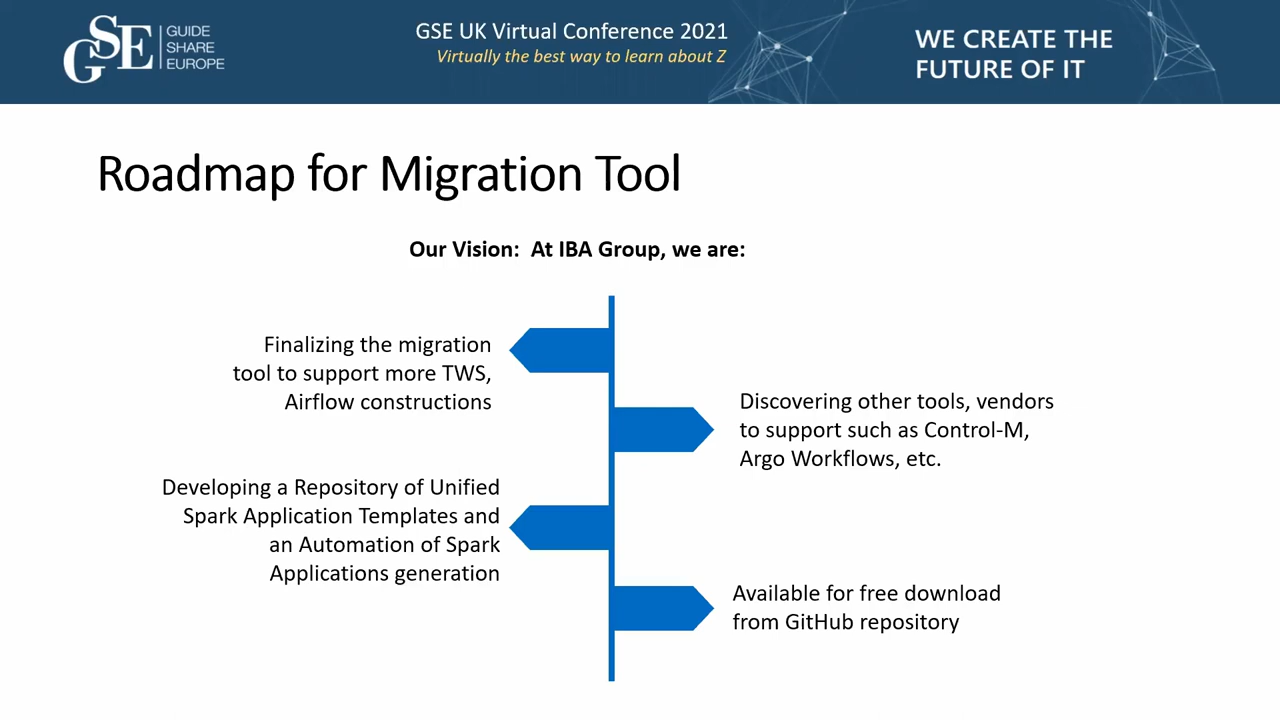 GSE
GUIDE
SHARE
EUROPE
GSE UK Virtual Conference 2021
Virtually the best way to learn about Z
WE CREATE THE
FUTURE OF IT
Roadmap for Migration Tool
Our Vision:  At IBA Group, we are:
Finalizing the migration
tool to support more TWS,
Airflow constructions
Discovering other tools, vendors
to support such as Control-M,
Argo Workflows, etc.
Developing a Repository of Unified
Spark Application Templates and
an Automation of Spark
Applications generation
Available for free download
from GitHub repository